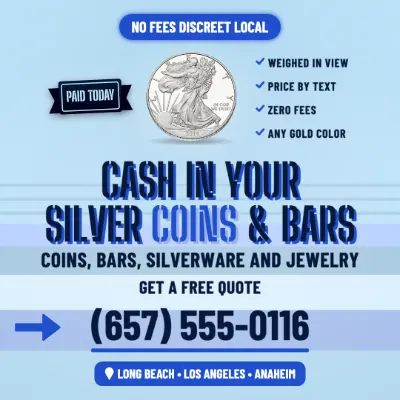 NO FEES DISCREET LOCAL
PAID TODAY
WEIGHED IN VIEW
PRICE BY TEXT
ZERO FEES
ANY GOLD COLOR
CASH IN YOUR
SILVER COINS & BARS
COINS, BARS, SILVERWARE AND JEWELRY
GET A FREE QUOTE
(657) 555-0116
LONG BEACH • LOS ANGELES • ANAHEIM